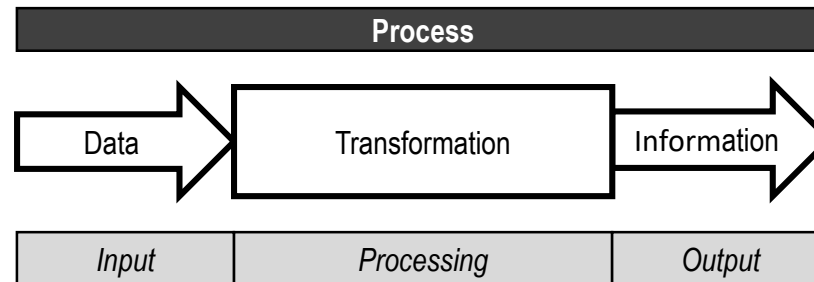 Process
Data Transformation Information
Input Processing Output